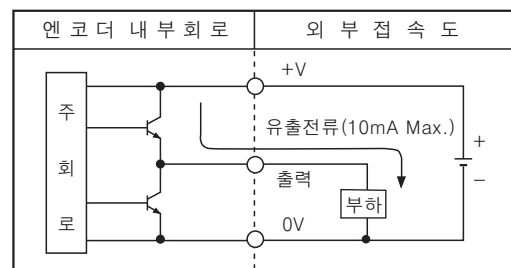 엔 코 더 내 부 회 로
외 부 접 속 도
+V
주
회
로
유출전류(10mA Max.)
+
출력
−
부하
0V